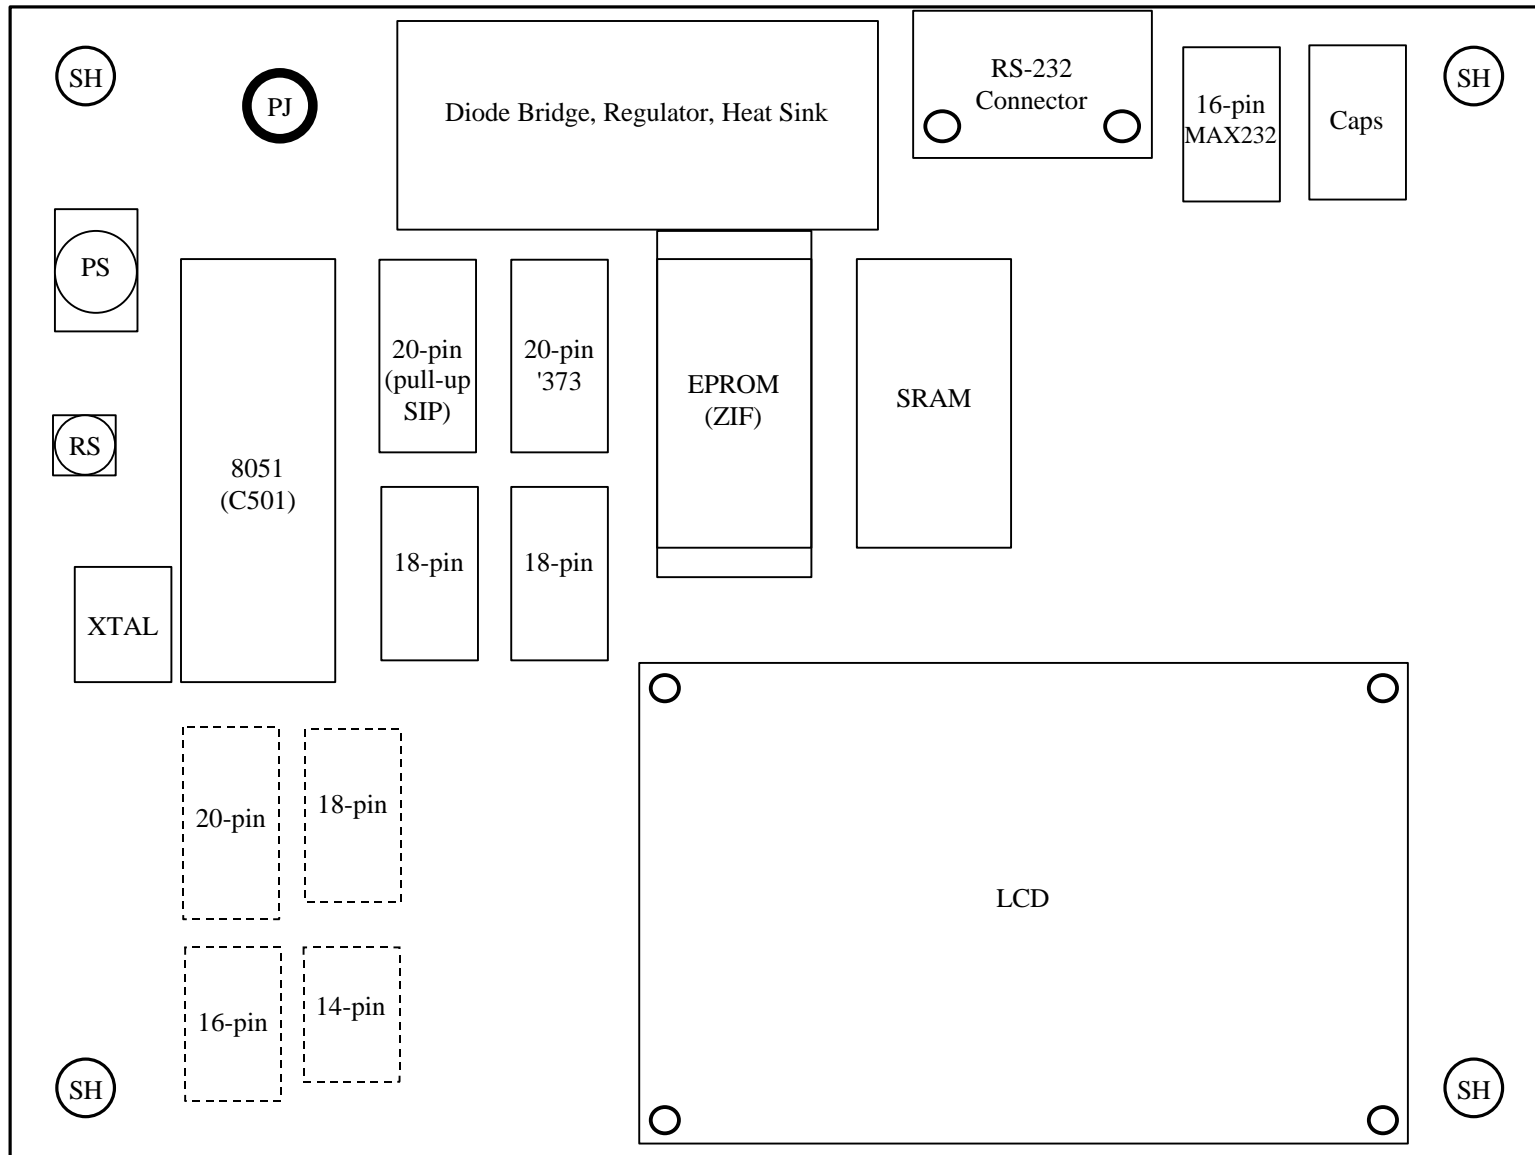 SH
PJ
Diode Bridge, Regulator, Heat Sink
RS-232
Connector
16-pin
MAX232
Caps
SH
PS
RS
XTAL
8051
(C501)
20-pin
(pull-up
SIP)
20-pin
'373
18-pin
18-pin
EPROM
(ZIF)
SRAM
20-pin
18-pin
16-pin
14-pin
LCD
SH
SH